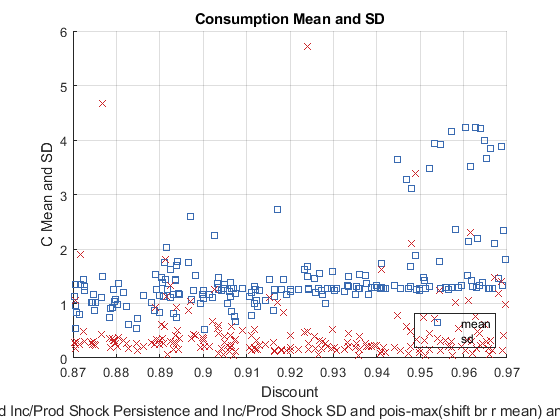 Consumption Mean and SD
6
5
4
3
2
1
0
C Mean and SD
mean
sd
0.87 0.88 0.89 0.9 0.91 0.92 0.93 0.94 0.95 0.96 0.97
Discount
d Inc/Prod Shock Persistence and Inc/Prod Shock SD and pois-max(shift br r mean) an